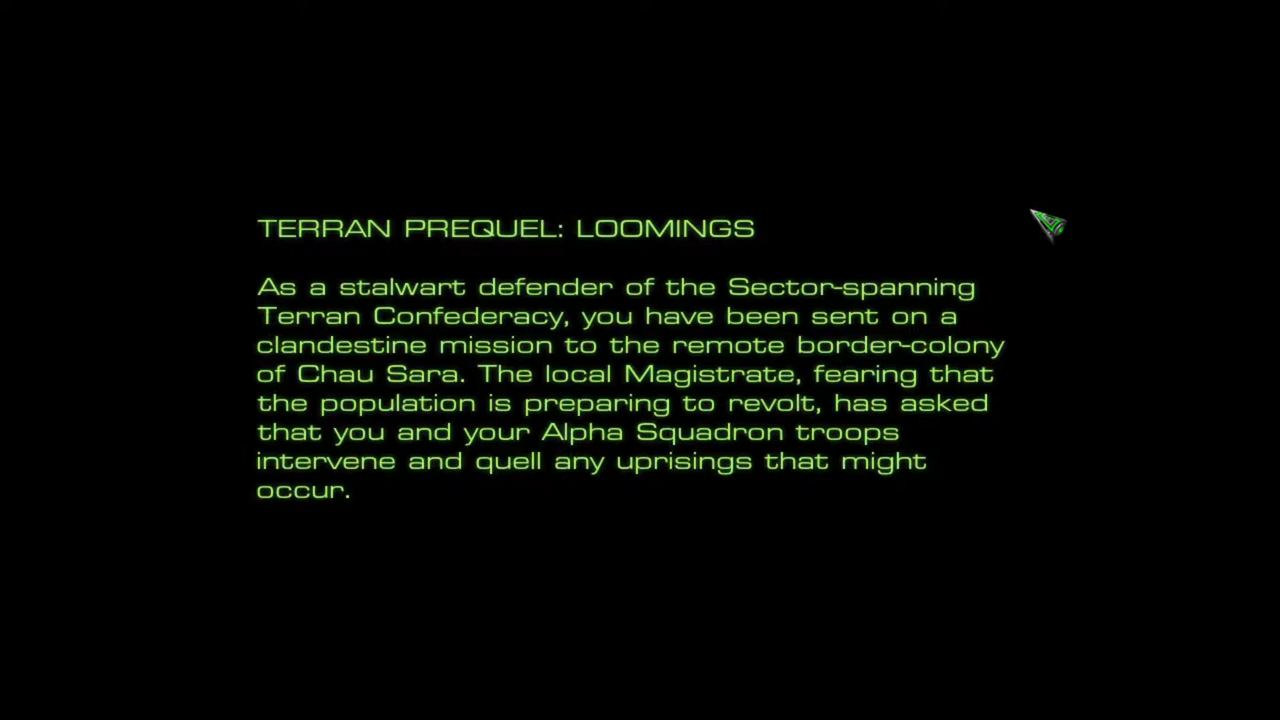 TERRAN PREQUEL: LOOMINGS
As a stalwart defender of the Sector-spanning
Terran Confederacy, you have been sent on a
clandestine mission to the remote border-colony
of Chau Sara. The local Magistrate, fearing that
the population is preparing to revolt, has asked
that you and your Alpha Squadron troops
intervene and quell any uprisings that might
occur.